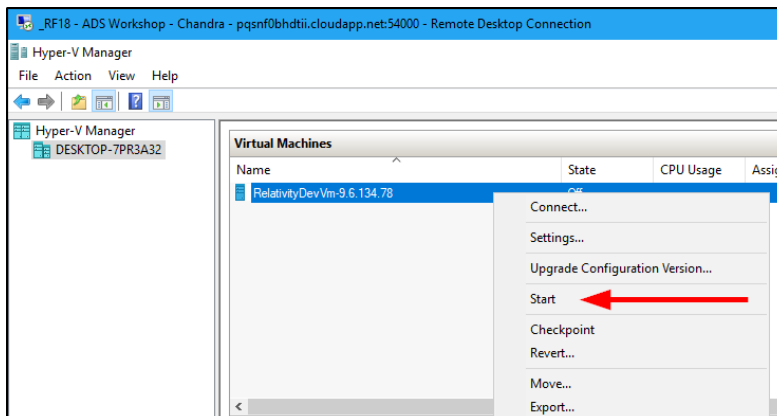 _RF18 - ADS Workshop - Chandra - pqsnf0bhdtii.cloudapp.net:54000 - Remote Desktop Connection
Hyper-V Manager
File Action View Help
Hyper-V Manager
DESKTOP-7PR3A32
Virtual Machines
Name State CPU Usage Assig
RelativityDevVm-9.6.134.78 Off
Connect...
Settings...
Upgrade Configuration Version...
Start
Checkpoint
Revert...
Move...
Export...